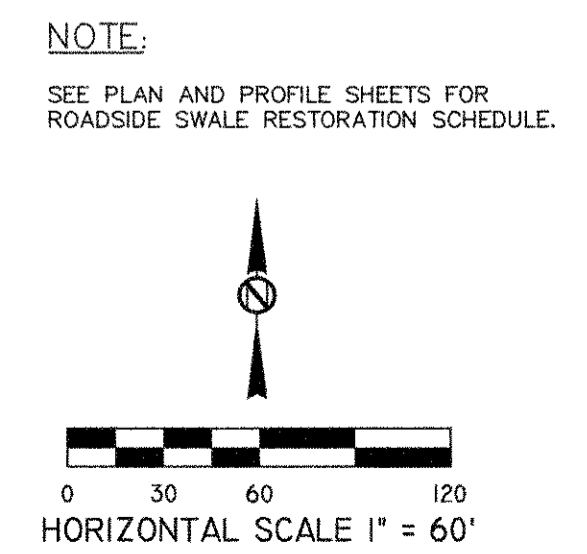 NOTE:
SEE PLAN AND PROFILE SHEETS FOR
ROADSIDE SWALE RESTORATION SCHEDULE.
N
0 30 60 120
HORIZONTAL SCALE 1" = 60'